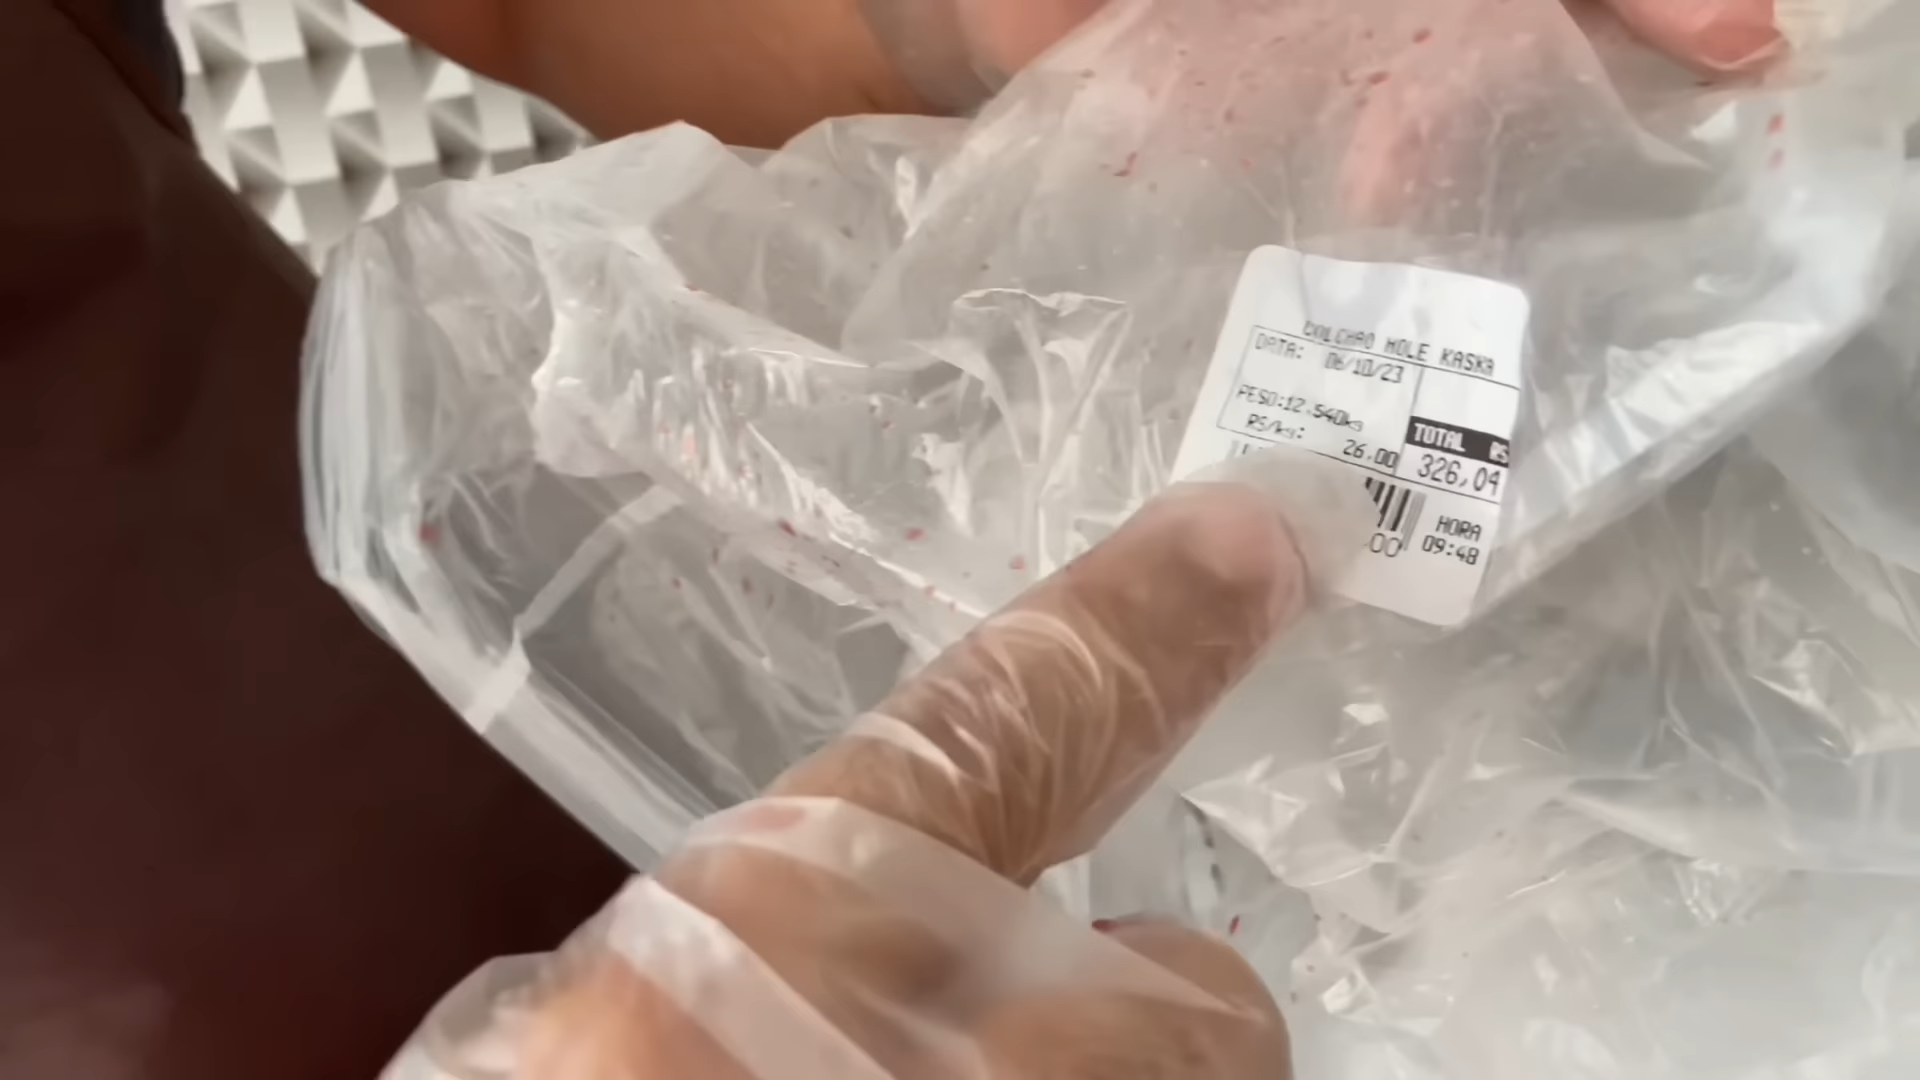 COLCHAO MOLE KASKA
DATA: 06/10/23
PESO:12.540kg
R$/kg: 26.00
TOTAL R$
326,04
.00
HORA
09:48